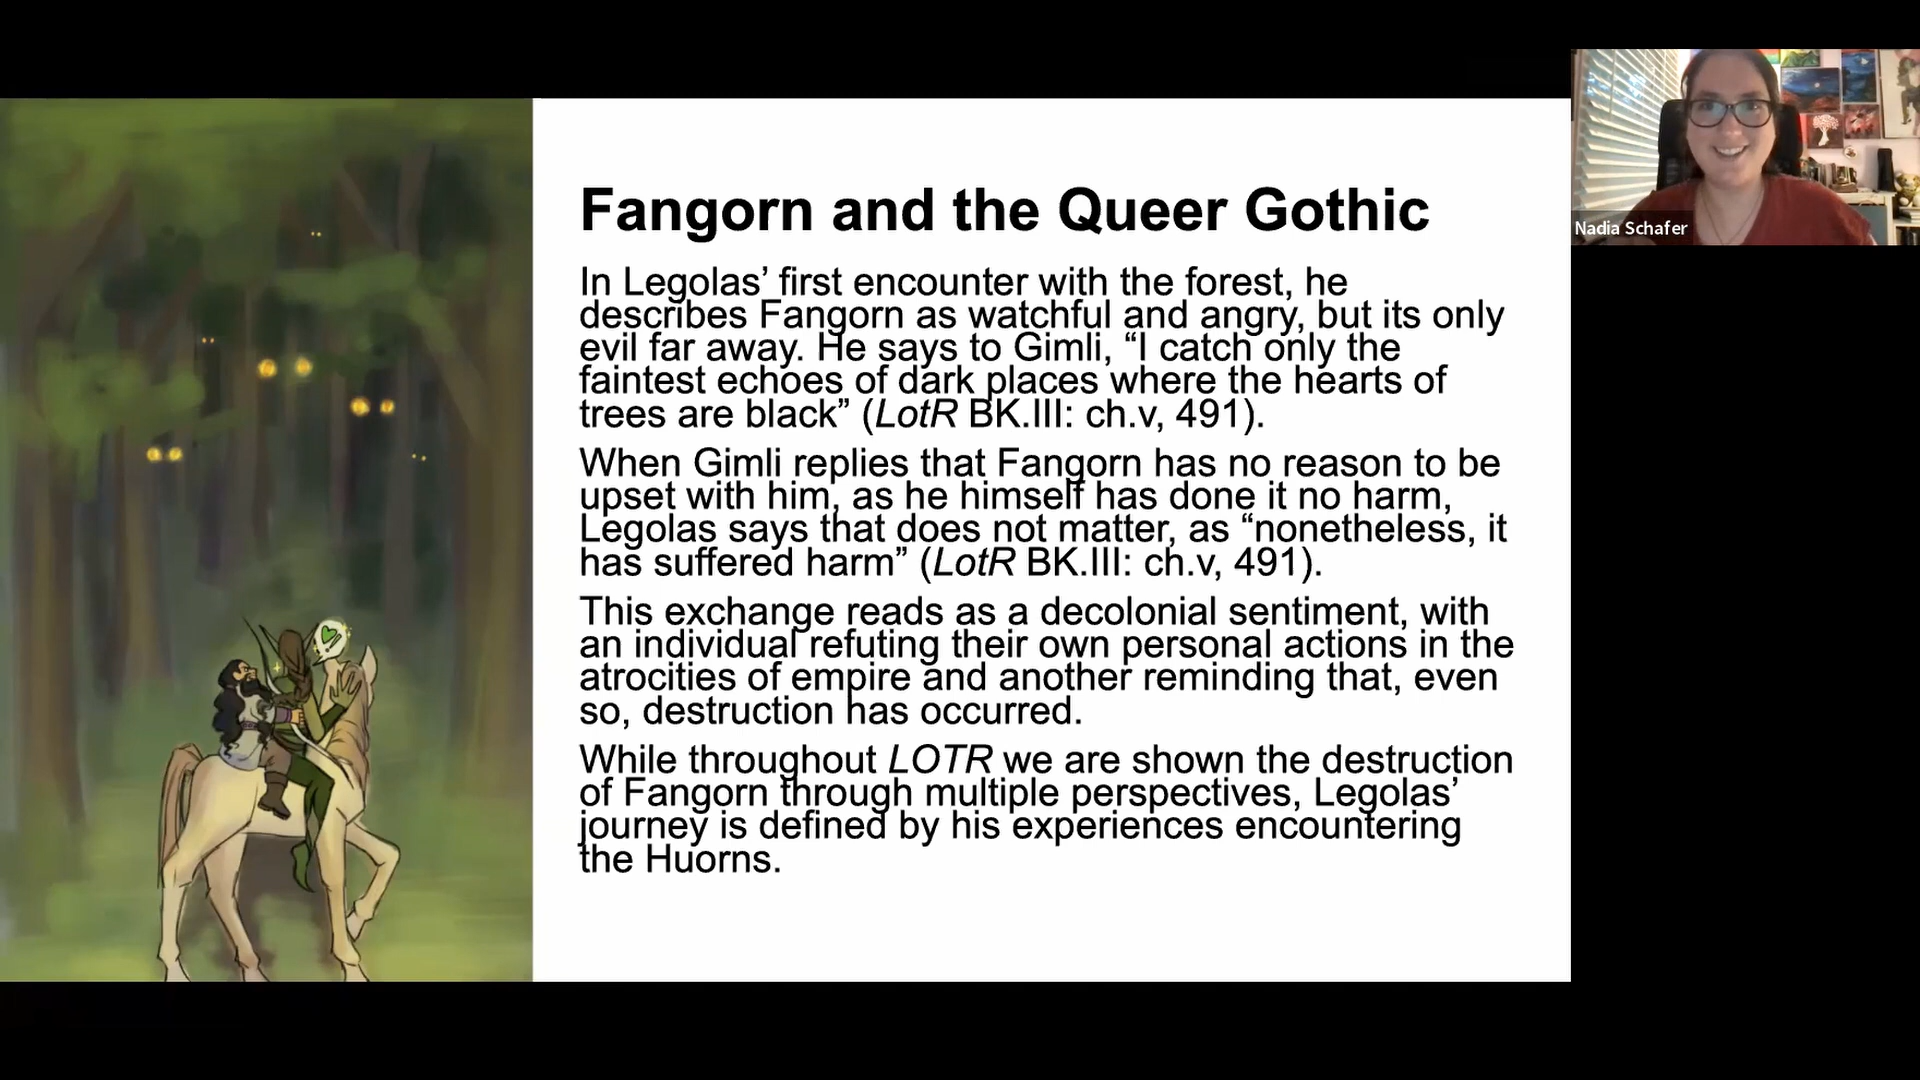 Fangorn and the Queer Gothic
In Legolas’ first encounter with the forest, he
describes Fangorn as watchful and angry, but its only
evil far away. He says to Gimli, “I catch only the
faintest echoes of dark places where the hearts of
trees are black” (LotR BK.III: ch.v, 491).
When Gimli replies that Fangorn has no reason to be
upset with him, as he himself has done it no harm,
Legolas says that does not matter, as “nonetheless, it
has suffered harm” (LotR BK.III: ch.v, 491).
This exchange reads as a decolonial sentiment, with
an individual refuting their own personal actions in the
atrocities of empire and another reminding that, even
so, destruction has occurred.
While throughout LOTR we are shown the destruction
of Fangorn through multiple perspectives, Legolas’
journey is defined by his experiences encountering
the Huorns.
Nadia Schafer